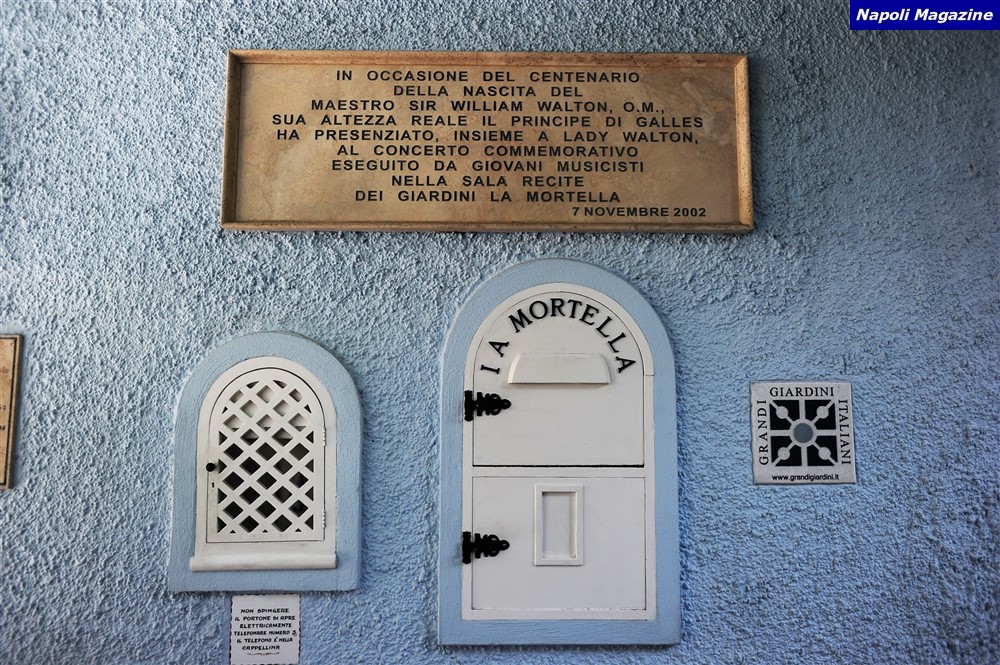 Napoli Magazine
IN OCCASIONE DEL CENTENARIO
DELLA NASCITA DEL
MAESTRO SIR WILLIAM WALTON, O.M.,
SUA ALTEZZA REALE IL PRINCIPE DI GALLES
HA PRESENZIATO, INSIEME A LADY WALTON,
AL CONCERTO COMMEMORATIVO
ESEGUITO DA GIOVANI MUSICISTI
NELLA SALA RECITE
DEI GIARDINI LA MORTELLA
7 NOVEMBRE 2002
LA MORTELLA
GRANDI
GIARDINI
ITALIANI
www.grandigiardini.it
NON SPINGERE
IL PORTONE SI APRE
ELETTRICAMENTE
TELEFONARE NUMERO 2
IL TELEFONO È NELLA
CAPPELLINA